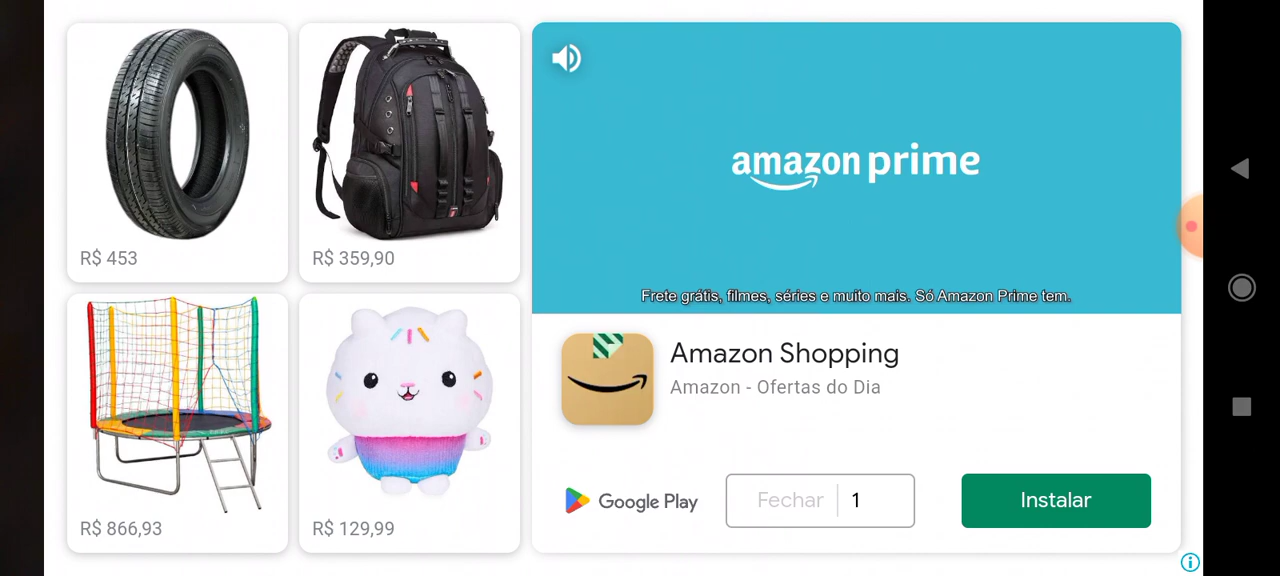 R$ 453
R$ 359,90
R$ 866,93
R$ 129,99
amazon prime
Frete grátis, filmes, séries e muito mais. Só Amazon Prime tem.
Amazon Shopping
Amazon - Ofertas do Dia
Google Play
Fechar 1
Instalar